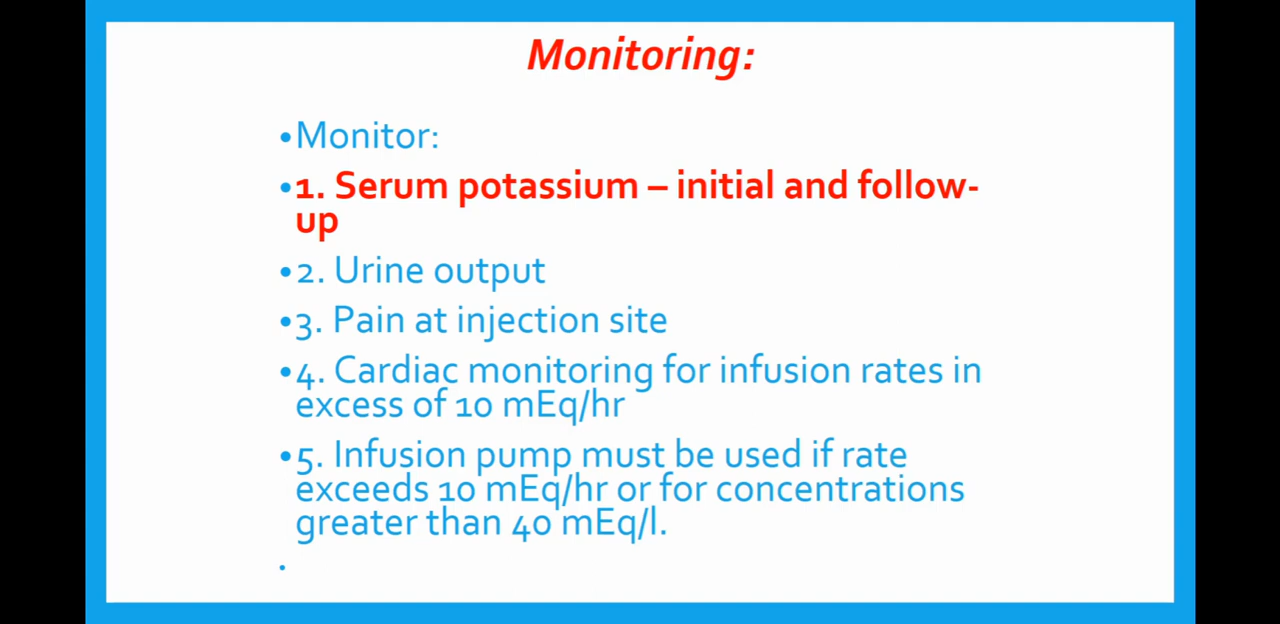 Monitoring:
•Monitor:
•1. Serum potassium – initial and follow-
up
•2. Urine output
•3. Pain at injection site
•4. Cardiac monitoring for infusion rates in
excess of 10 mEq/hr
•5. Infusion pump must be used if rate
exceeds 10 mEq/hr or for concentrations
greater than 40 mEq/l.
•